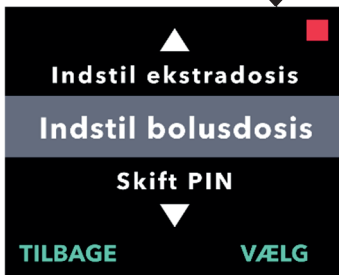 Indstil ekstradosis
Indstil bolusdosis
Skift PIN
TILBAGE VÆLG